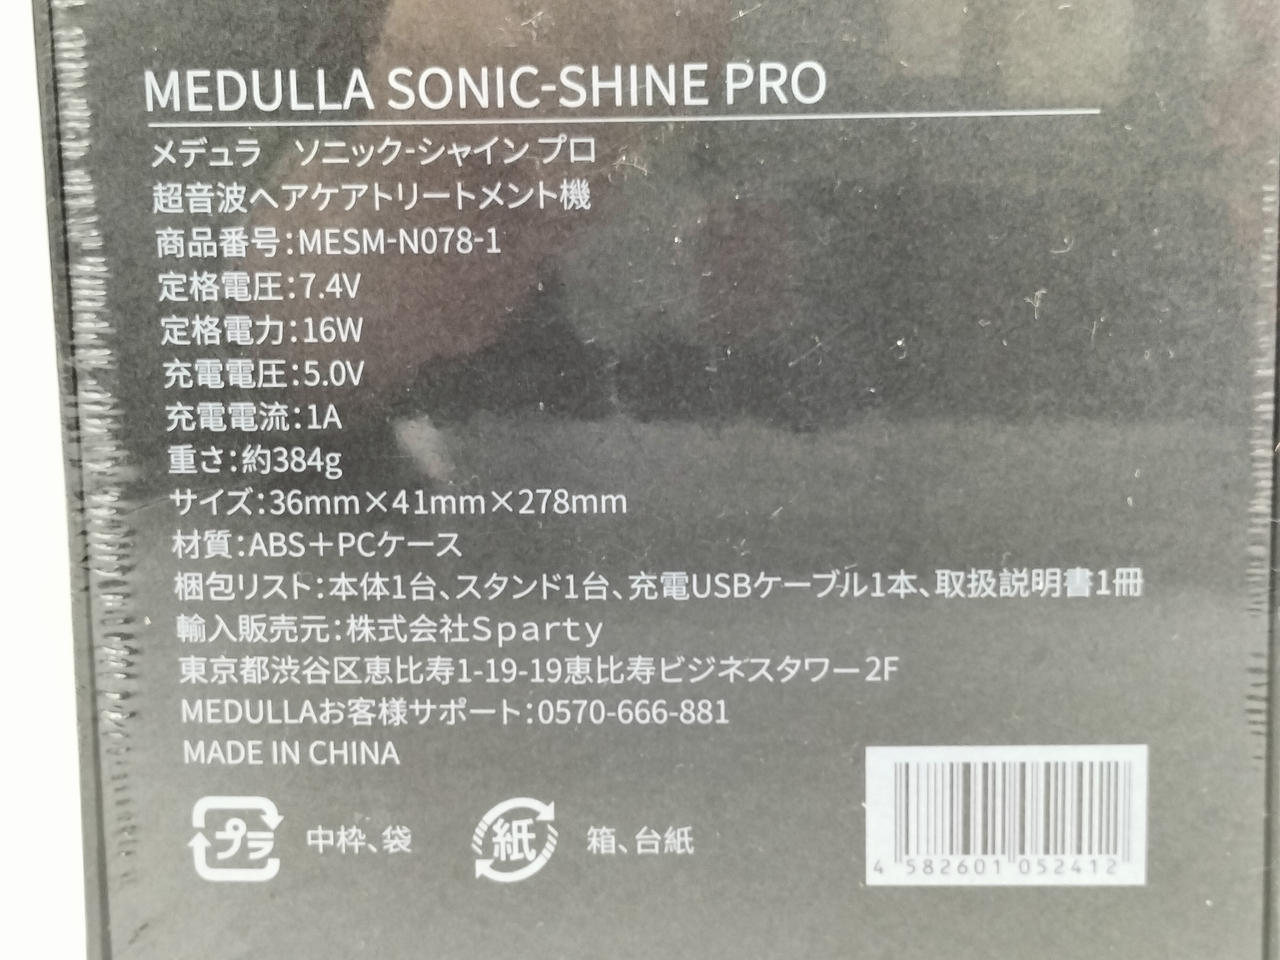 MEDULLA SONIC-SHINE PRO
メデュラ　ソニック-シャイン プロ
超音波ヘアケアトリートメント機
商品番号：MESM-N078-1
定格電圧：7.4V
定格電力：16W
充電電圧：5.0V
充電電流：1A
重さ：約384g
サイズ：36mm×41mm×278mm
材質：ABS＋PCケース
梱包リスト：本体1台、スタンド1台、充電USBケーブル1本、取扱説明書1冊
輸入販売元：株式会社Sparty
東京都渋谷区恵比寿1-19-19恵比寿ビジネスタワー2F
MEDULLAお客様サポート：0570-666-881
MADE IN CHINA
プラ 中枠、袋 紙 箱、台紙
4 582601 052412